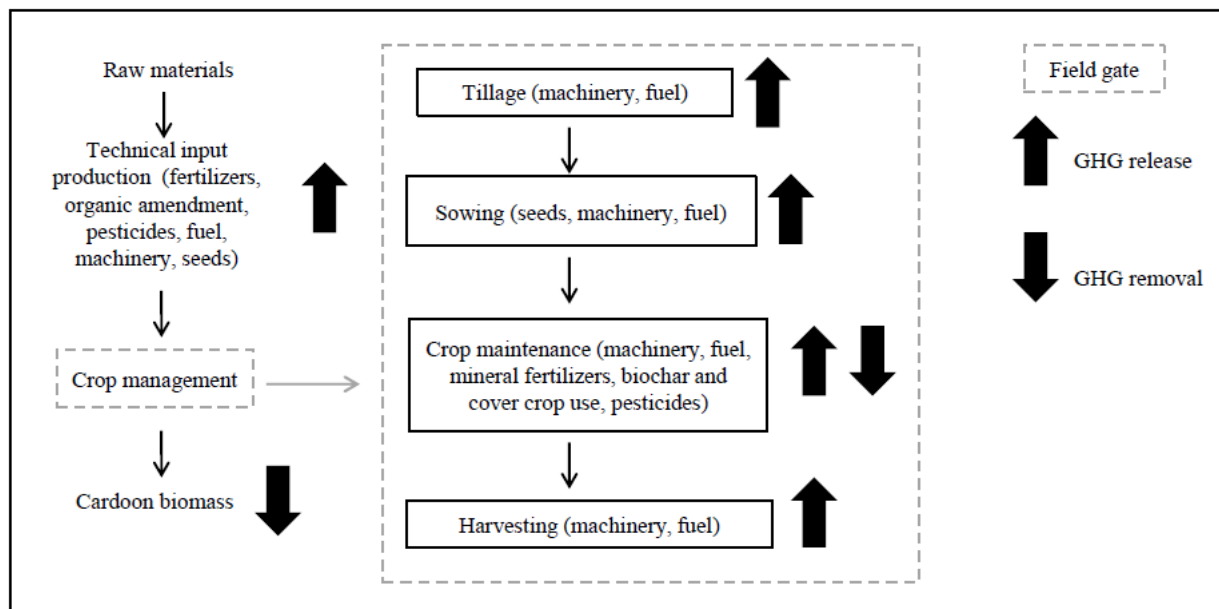 Raw materials
Technical input
production (fertilizers,
organic amendment,
pesticides, fuel,
machinery, seeds)
Crop management
Cardoon biomass
Tillage (machinery, fuel)
Sowing (seeds, machinery, fuel)
Crop maintenance (machinery, fuel,
mineral fertilizers, biochar and
cover crop use, pesticides)
Harvesting (machinery, fuel)
Field gate
GHG release
GHG removal